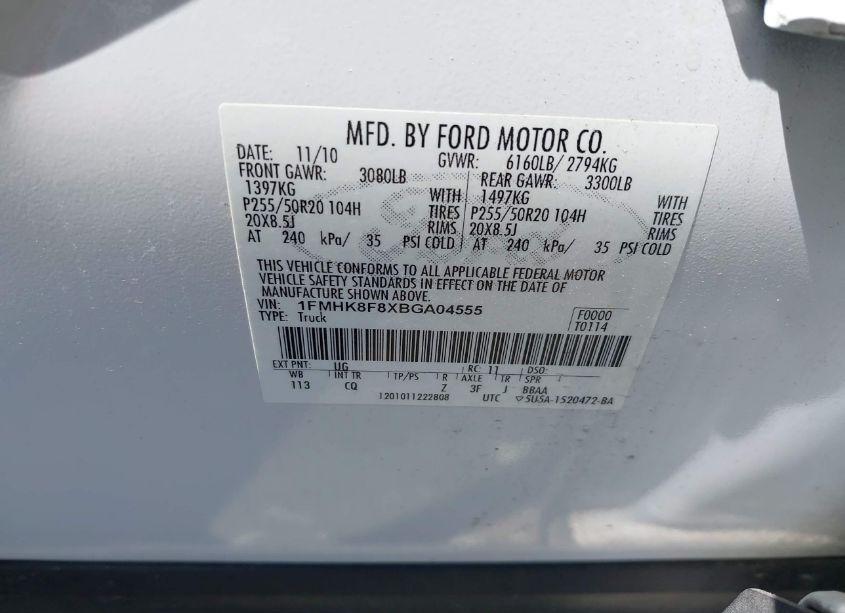 MFD. BY FORD MOTOR CO.
DATE: 11/10 GVWR: 6160LB/ 2794KG
FRONT GAWR: 3080LB REAR GAWR: 3300LB
1397KG WITH 1497KG WITH
P255/50R20 104H TIRES P255/50R20 104H TIRES
20X8.5J RIMS 20X8.5J RIMS
AT 240 kPa/ 35 PSI COLD AT 240 kPa/ 35 PSI COLD
THIS VEHICLE CONFORMS TO ALL APPLICABLE FEDERAL MOTOR
VEHICLE SAFETY STANDARDS IN EFFECT ON THE DATE OF
MANUFACTURE SHOWN ABOVE.
VIN: 1FMHK8F8XBGA04555 F0000
TYPE: Truck T0114
EXT PNT: UG RC: 11 DSO:
WB INT TR TP/PS R AXLE TR SPR
113 CQ Z 3F J BBAA
1201011222808 UTC ▽5U5A-1520472-BA
Ford